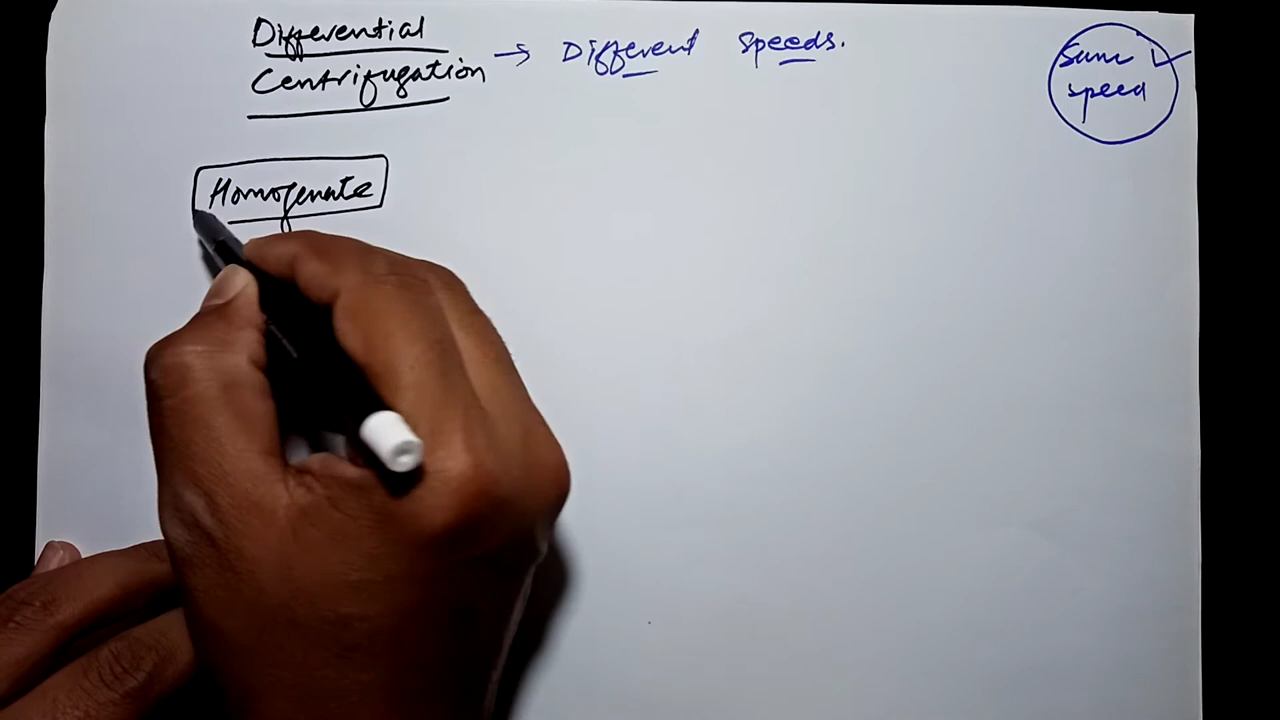 Differential
Centrifugation → Different Speeds.
Same
speed
Homogenate